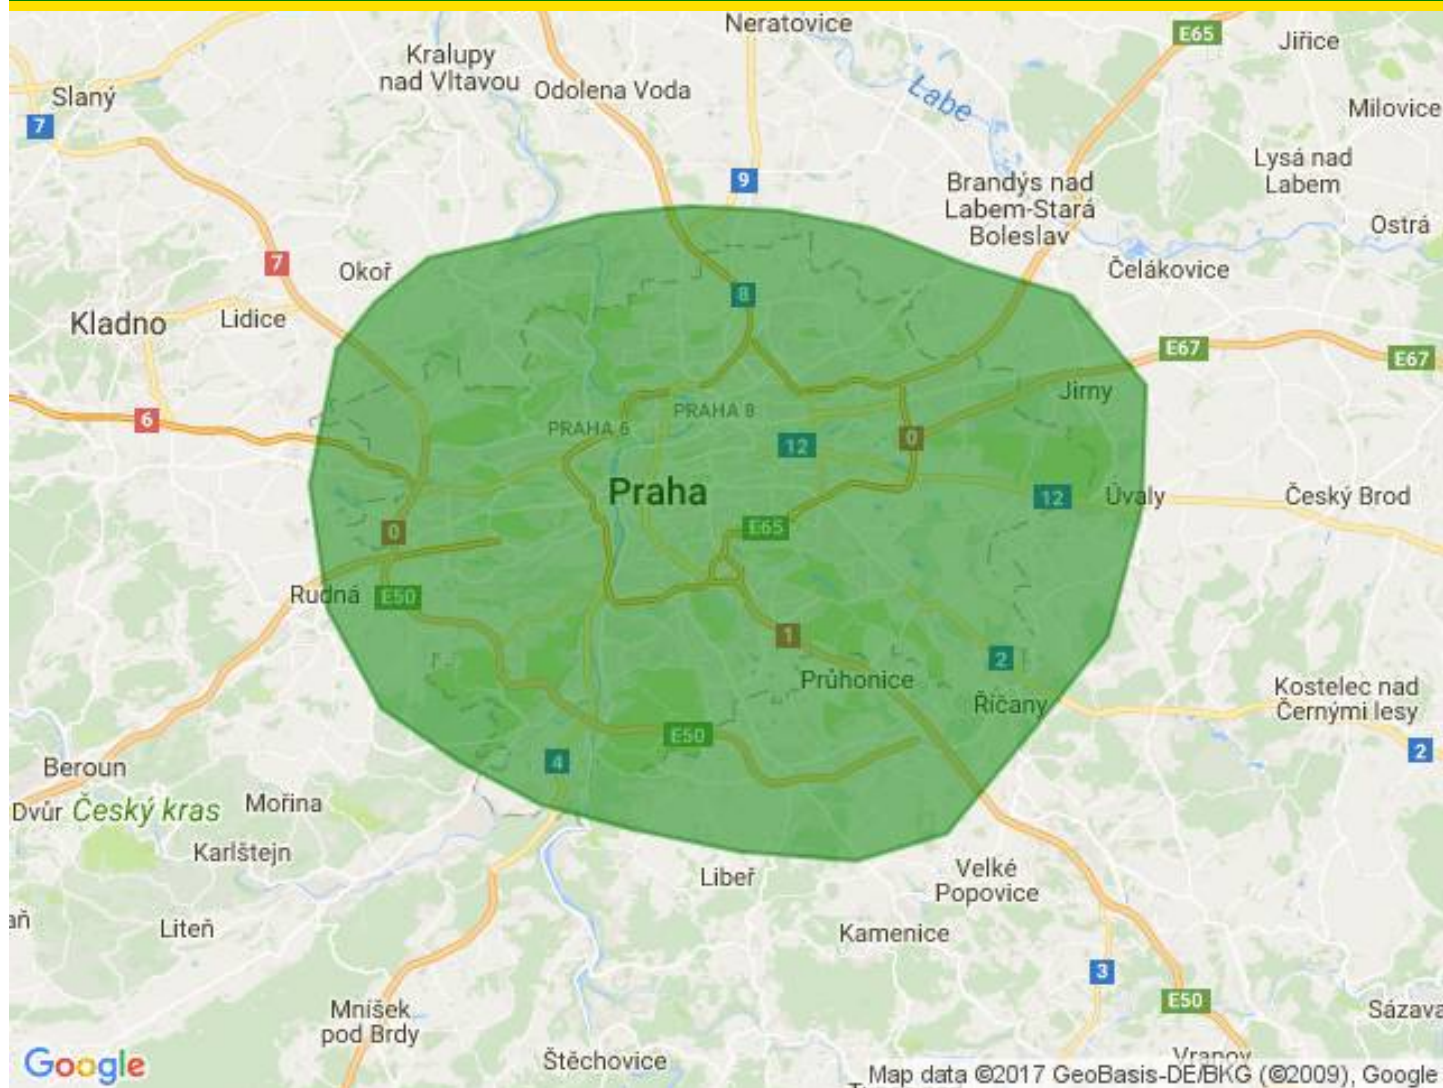 Neratovice
E65
Jiřice
Kralupy
nad Vltavou
Odolena Voda
Slaný
Labe
7
Milovice
Lysá nad
Labem
9
Brandýs nad
Labem-Stará
Boleslav
Ostrá
7
Okoř
Čelákovice
8
Kladno
Lidice
E67
E67
Jirny
6
PRAHA 8
PRAHA 6
0
12
Praha
12
Úvaly
Český Brod
0
E65
Rudná
E50
1
2
Průhonice
Říčany
Kostelec nad
Černými lesy
E50
2
4
Beroun
Dvůr
Český kras
Mořina
Karlštejn
Libeř
Velké
Popovice
aň
Liteň
Kamenice
3
E50
Mníšek
pod Brdy
Sázava
Štěchovice
Vranov
Google
Map data ©2017 GeoBasis-DE/BKG (©2009), Google